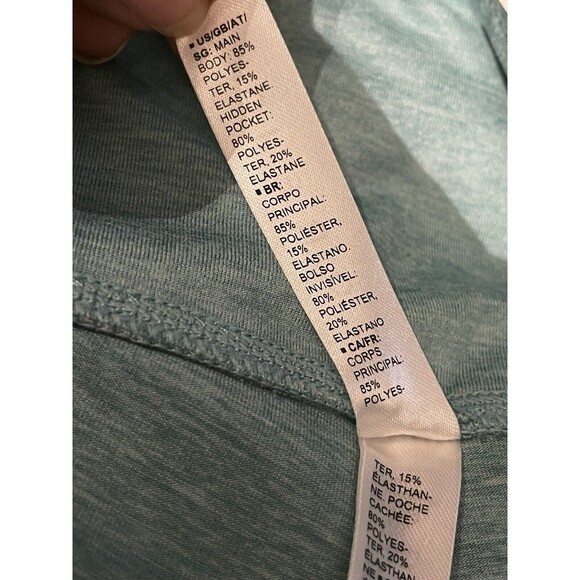 ▪ US/GB/AT/
SG: MAIN
BODY: 85%
POLYES-
TER, 15%
ELASTANE.
HIDDEN
POCKET:
80%
POLYES-
TER, 20%
ELASTANE
▪ BR:
CORPO
PRINCIPAL:
85%
POLIÉSTER,
15%
ELASTANO.
BOLSO
INVISÍVEL:
80%
POLIÉSTER,
20%
ELASTANO
▪ CA/FR:
CORPS
PRINCIPAL:
85%
POLYES-
TER, 15%
ÉLASTHAN-
NE. POCHE
CACHÉE:
80%
POLYES-
TER, 20%
ÉLASTHAN-
NE